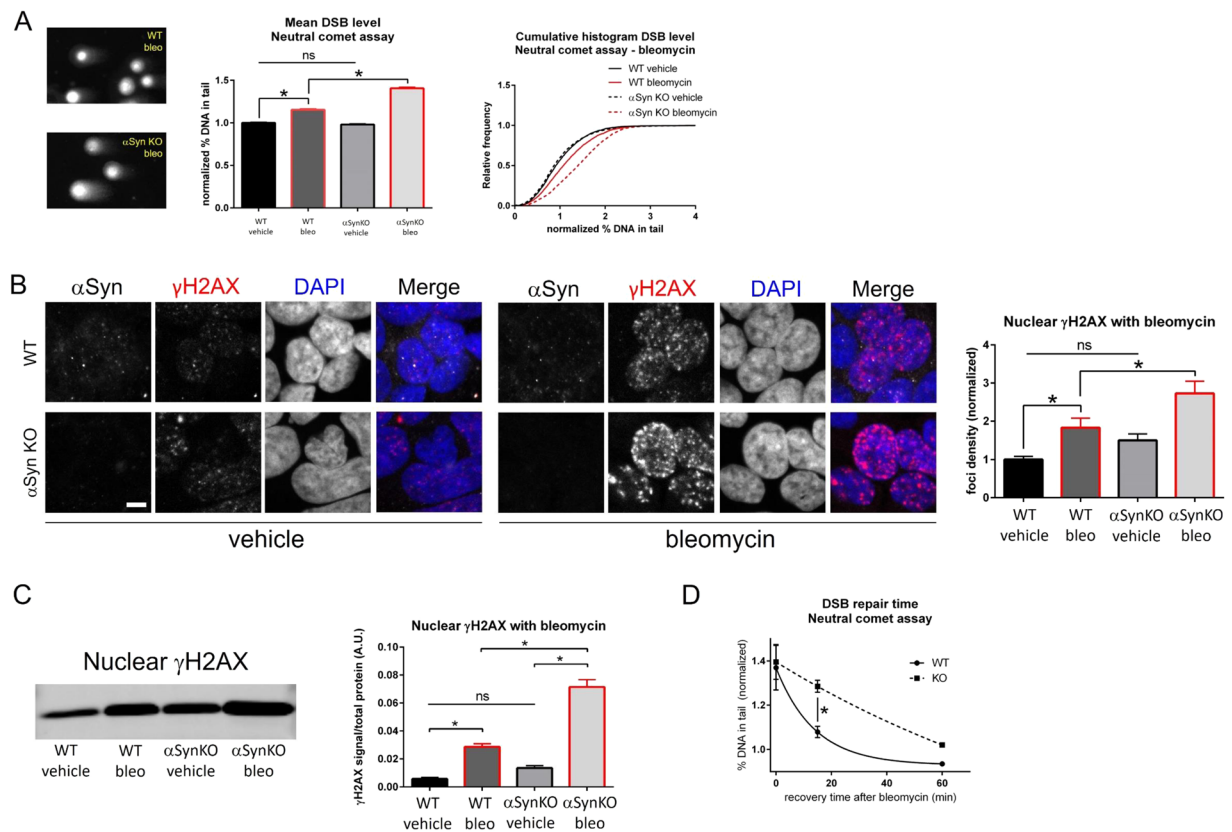 A
WT
bleo
αSyn KO
bleo
Mean DSB level
Neutral comet assay
ns
*
*
normalized % DNA in tail
1.5
1.0
0.5
0.0
WT
vehicle
WT
bleo
αSynKO
vehicle
αSynKO
bleo
Cumulative histogram DSB level
Neutral comet assay - bleomycin
WT vehicle
WT bleomycin
αSyn KO vehicle
αSyn KO bleomycin
Relative frequency
1.5
1.0
0.5
0.0
0 1 2 3 4
normalized % DNA in tail
B
αSyn γH2AX DAPI Merge
αSyn γH2AX DAPI Merge
WT
αSyn KO
vehicle
bleomycin
Nuclear γH2AX with bleomycin
ns
*
*
foci density (normalized)
4
3
2
1
0
WT
vehicle
WT
bleo
αSynKO
vehicle
αSynKO
bleo
C
Nuclear γH2AX
WT
vehicle
WT
bleo
αSynKO
vehicle
αSynKO
bleo
Nuclear γH2AX with bleomycin
*
*
ns
*
γH2AX signal/total protein (A.U.)
0.10
0.08
0.06
0.04
0.02
0.00
WT
vehicle
WT
bleo
αSynKO
vehicle
αSynKO
bleo
D
DSB repair time
Neutral comet assay
WT
KO
*
% DNA in tail (normalized)
1.4
1.2
1.0
0 20 40 60
recovery time after bleomycin (min)